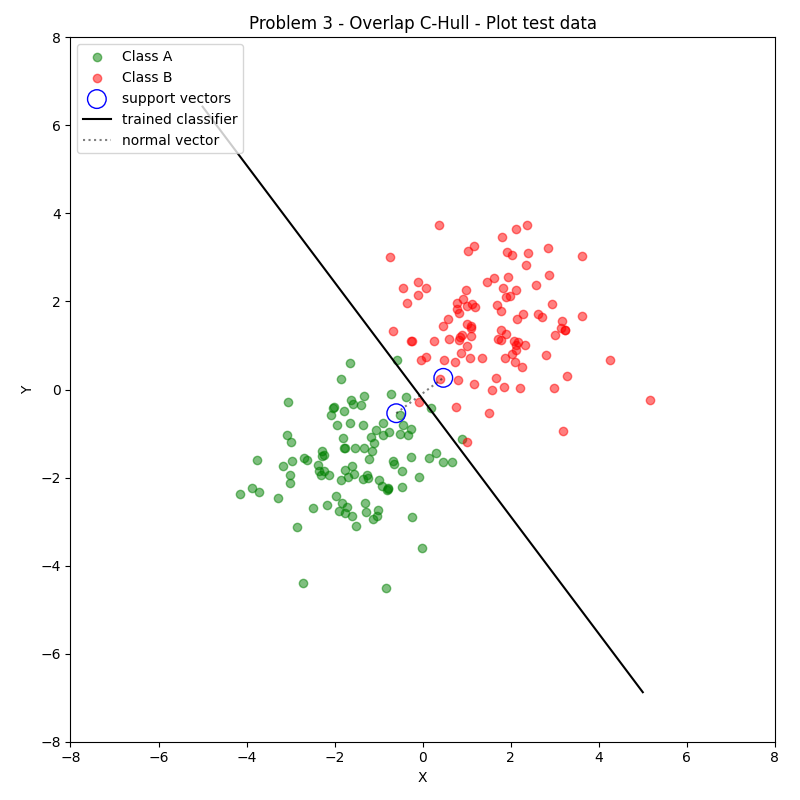 Problem 3 - Overlap C-Hull - Plot test data
8
6
4
2
0
−2
−4
−6
−8
Y
Class A
Class B
support vectors
trained classifier
normal vector
−8 −6 −4 −2 0 2 4 6 8
X